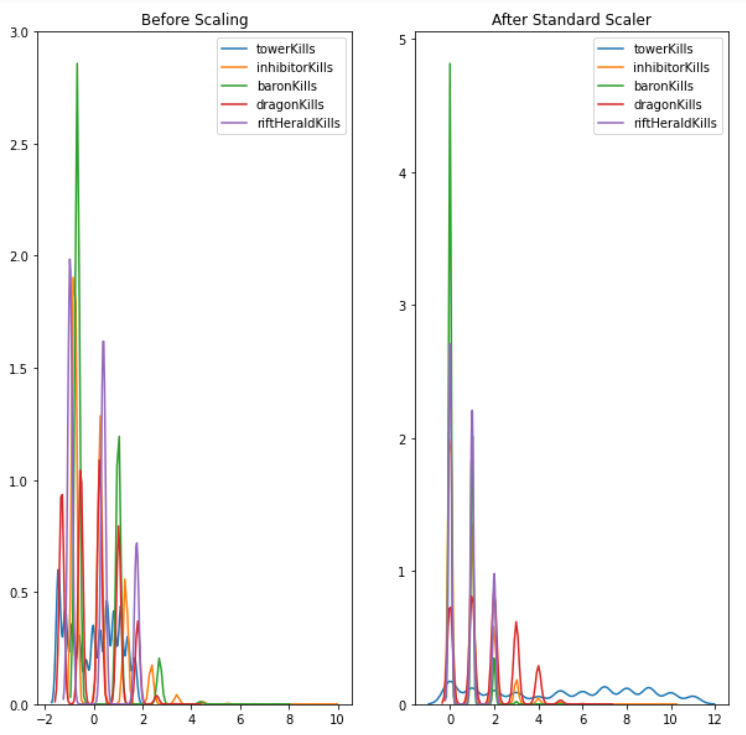 Before Scaling
3.0
2.5
2.0
1.5
1.0
0.5
0.0
−2 0 2 4 6 8 10
towerKills
inhibitorKills
baronKills
dragonKills
riftHeraldKills
After Standard Scaler
5
4
3
2
1
0
0 2 4 6 8 10 12
towerKills
inhibitorKills
baronKills
dragonKills
riftHeraldKills